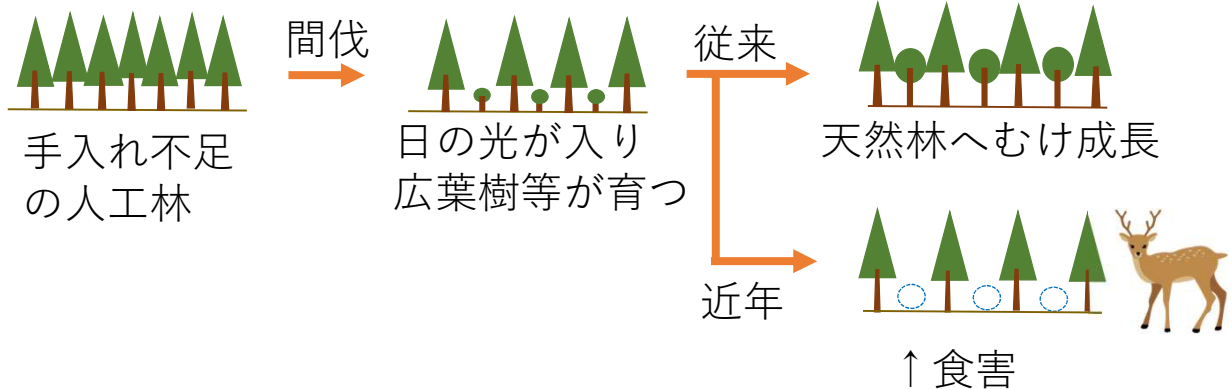 手入れ不足
の人工林
間伐
日の光が入り
広葉樹等が育つ
従来
天然林へむけ成長
近年
↑食害